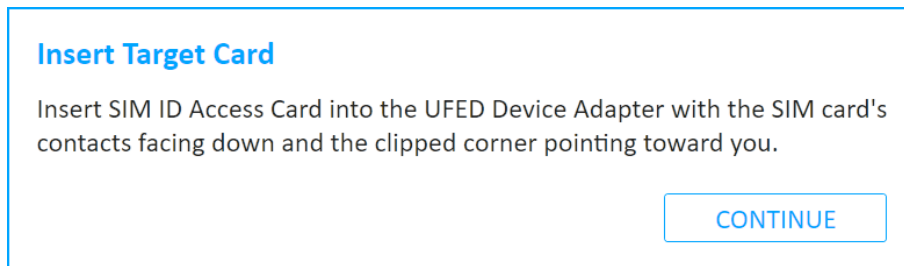 Insert Target Card
Insert SIM ID Access Card into the UFED Device Adapter with the SIM card's
contacts facing down and the clipped corner pointing toward you.
CONTINUE